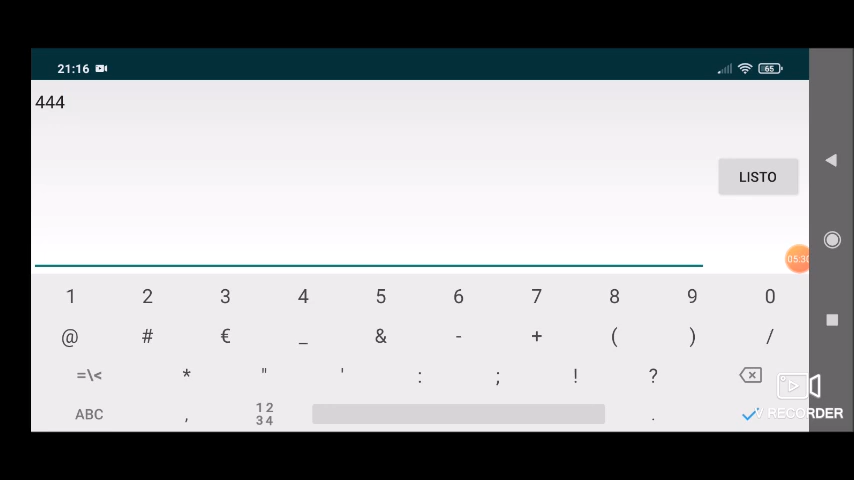 21:16 65
444
LISTO
05:30
1 2 3 4 5 6 7 8 9 0
@ # € _ & - + ( ) /
=\< * " ' : ; ! ?
ABC , 12 34 .
V.RECORDER